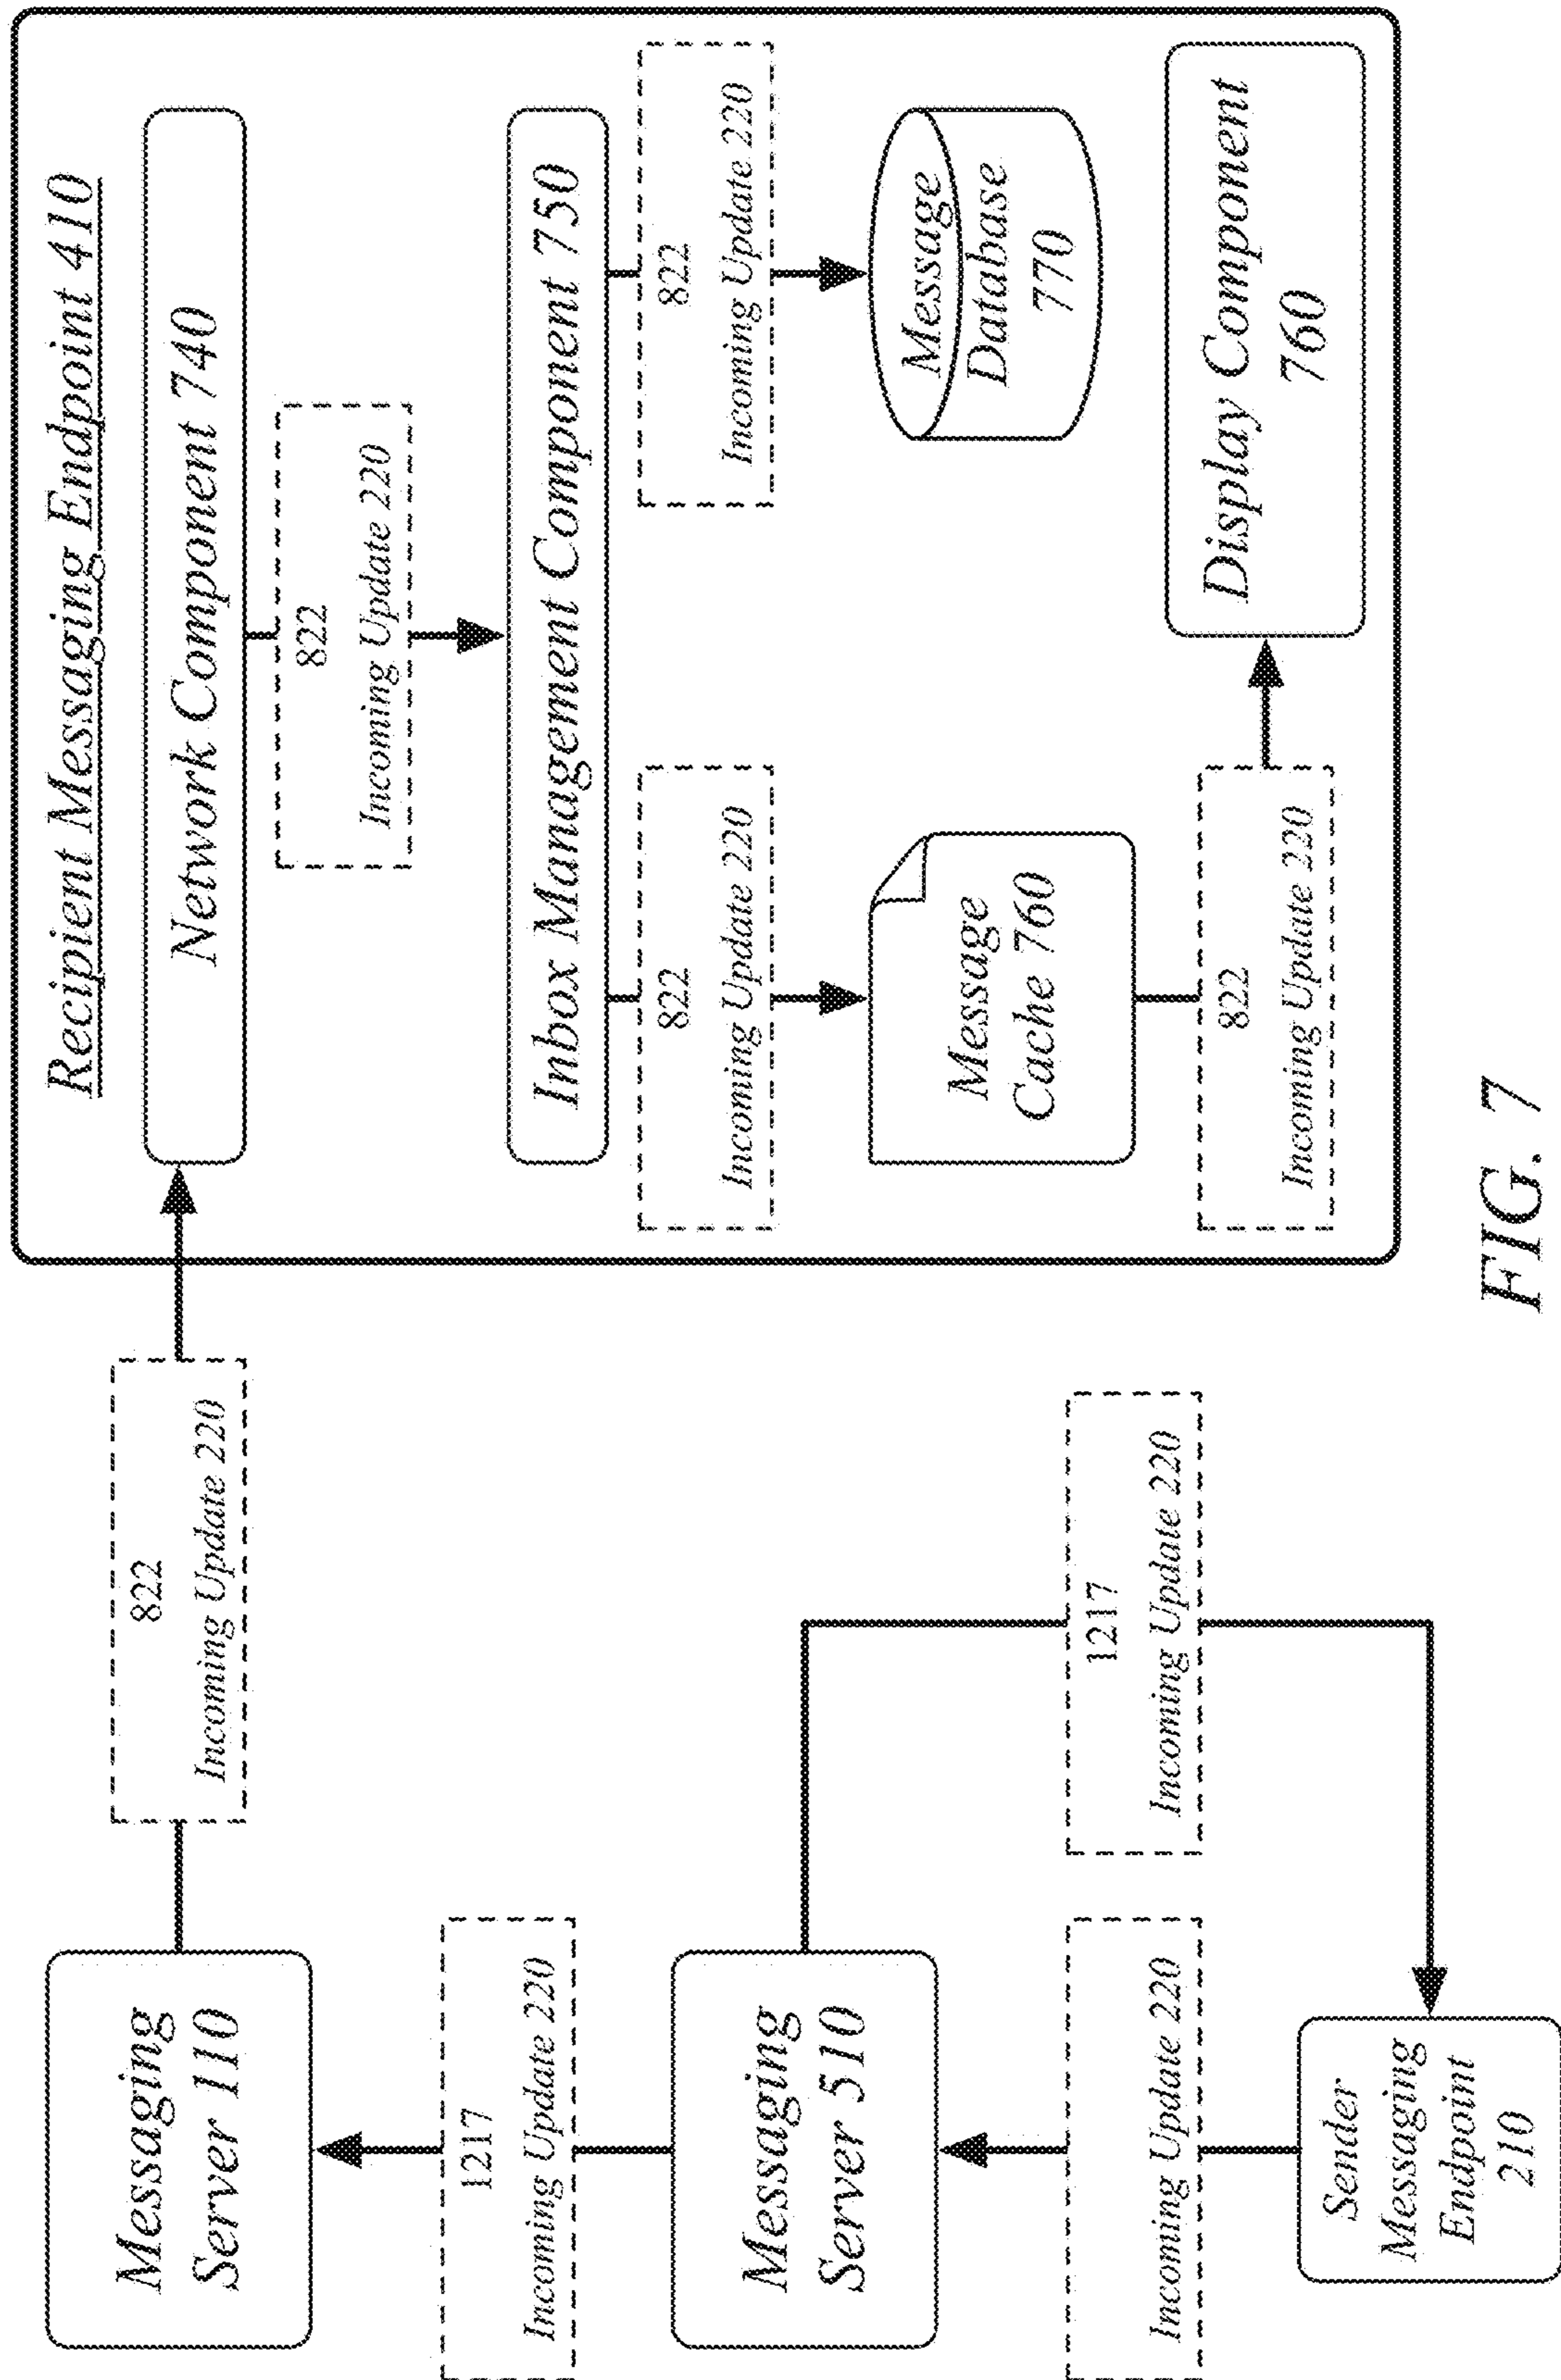 Messaging
Server 110
1217
Incoming Update 220
Messaging
Server 510
Incoming Update 220
Sender
Messaging
Endpoint
210
1217
Incoming Update 220
822
Incoming Update 220
Recipient Messaging Endpoint 410
Network Component 740
822
Incoming Update 220
Inbox Management Component 750
822
Incoming Update 220
822
Incoming Update 220
Message
Cache 760
Message
Database
770
822
Incoming Update 220
Display Component
760
FIG. 7